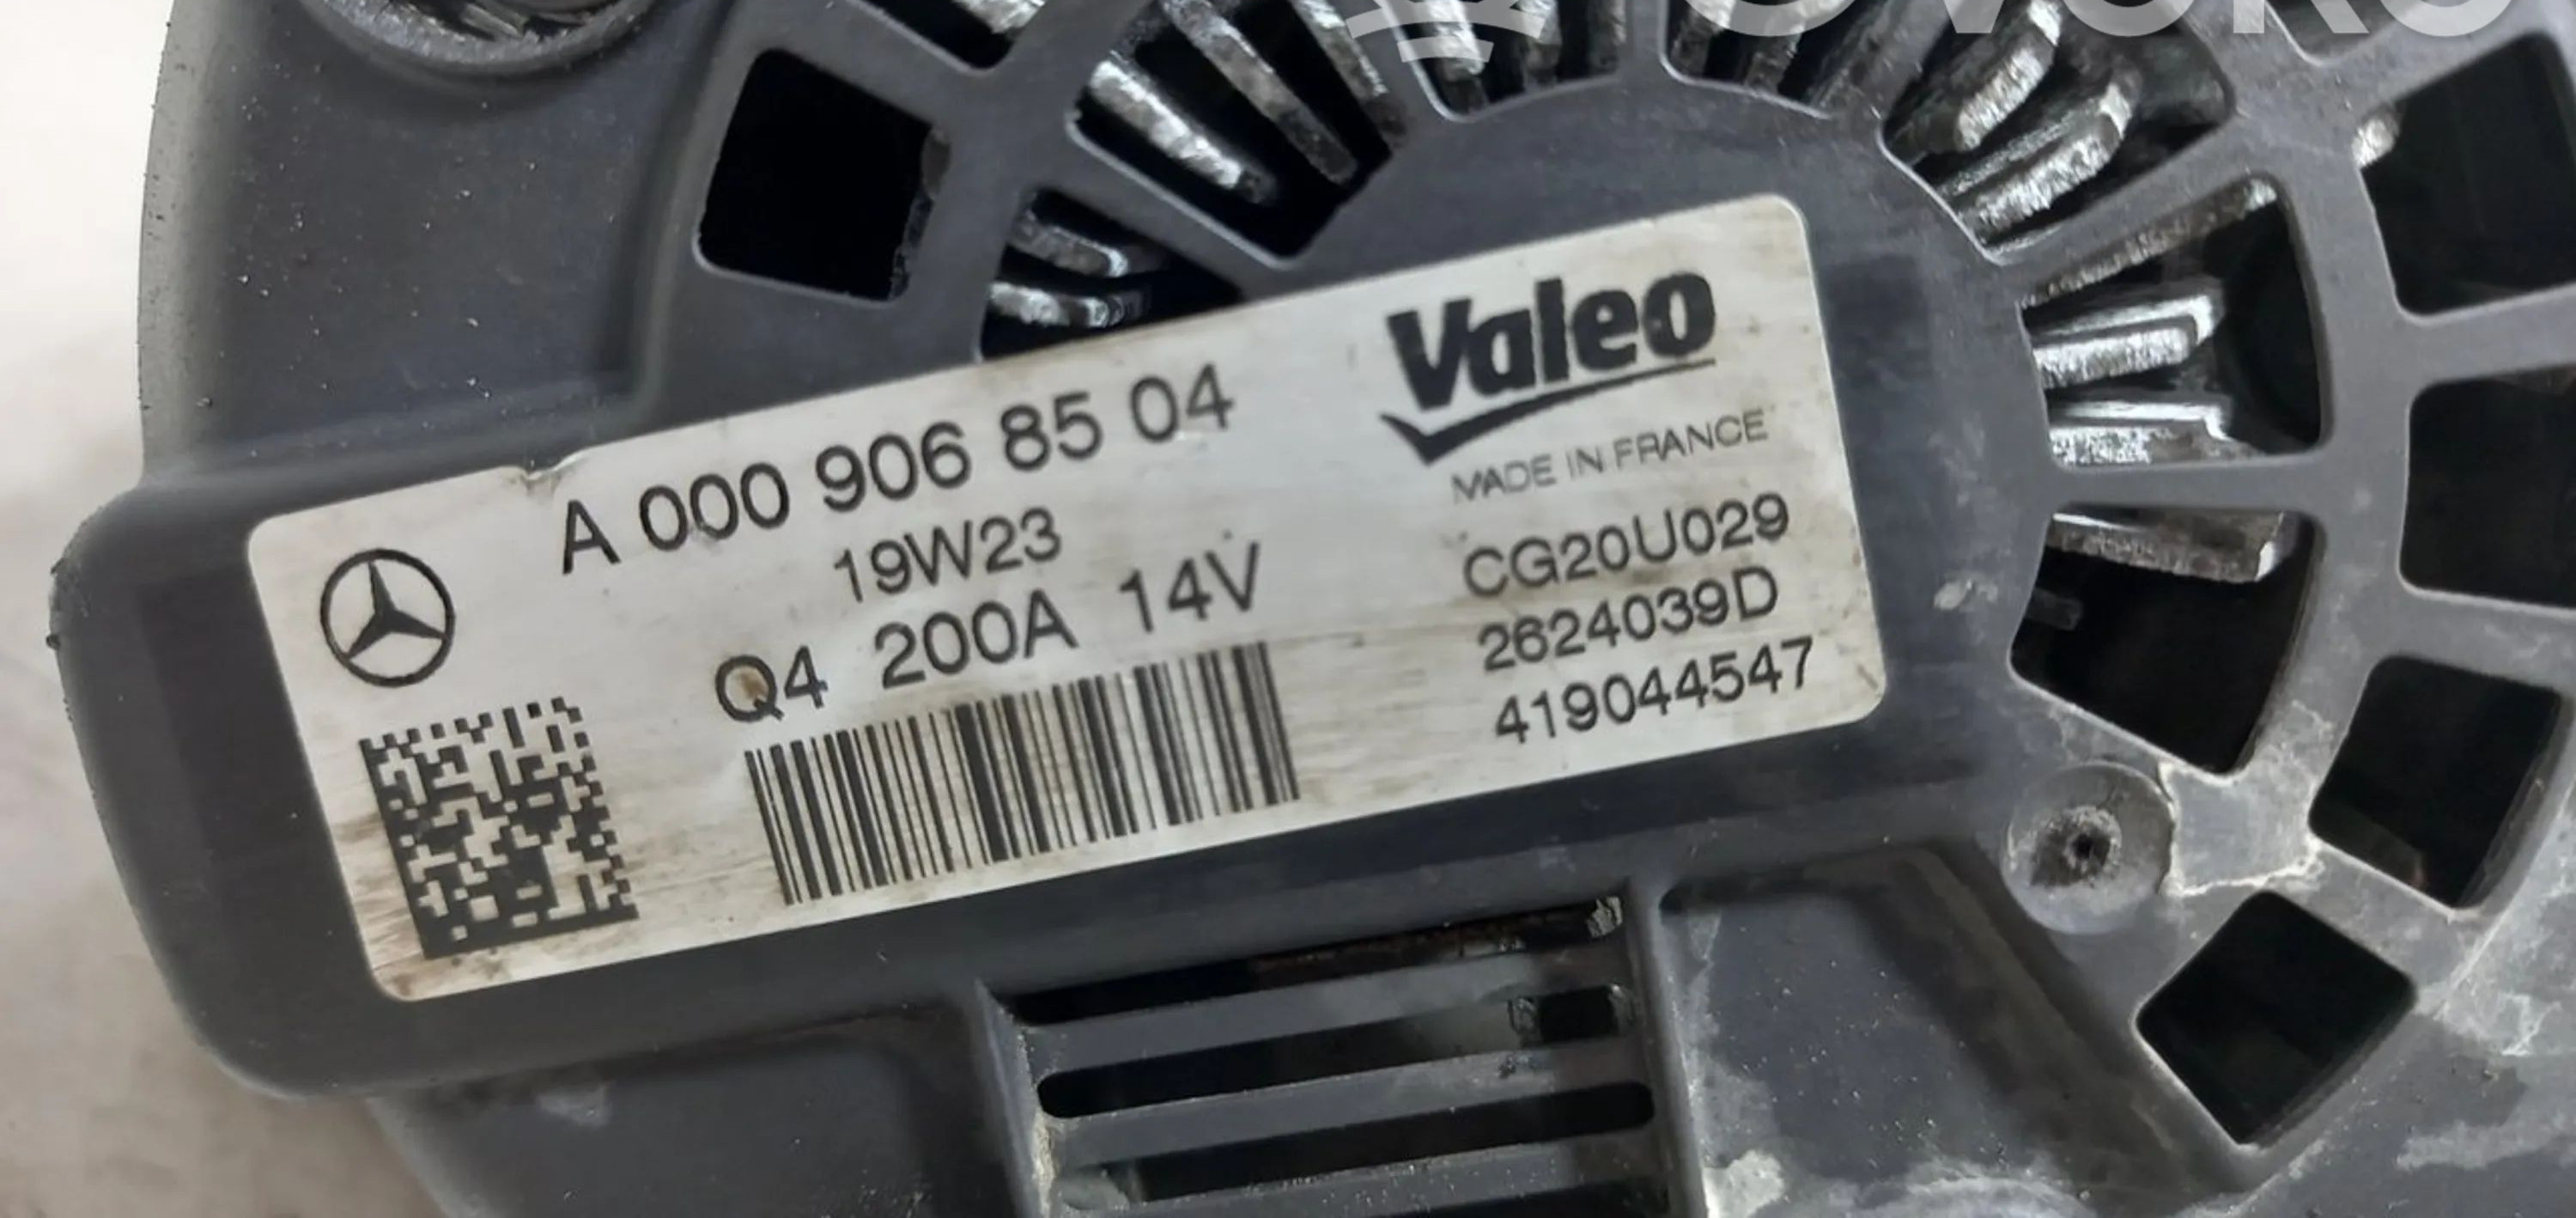 A 000 906 85 04
19W23
Q4 200A 14V
Valeo
MADE IN FRANCE
CG20U029
2624039D
419044547